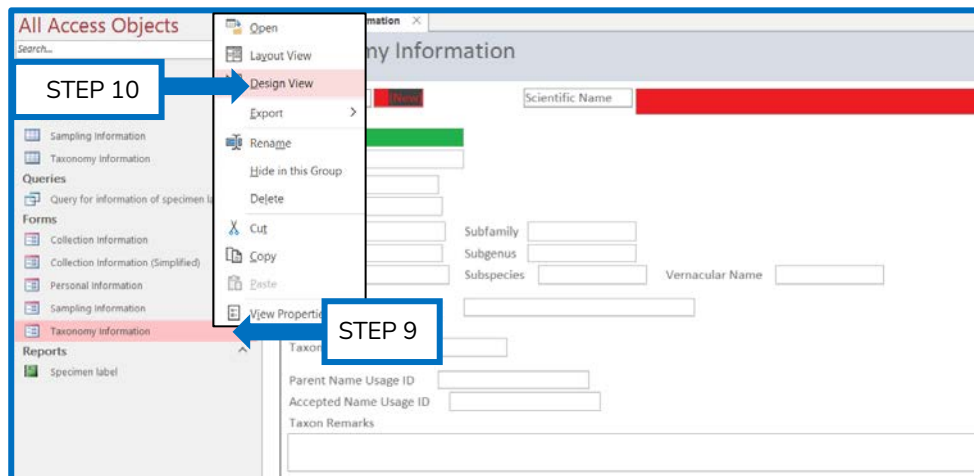 All Access Objects
Search...
Sampling Information
Taxonomy Information
Queries
Query for information of specimen la
Forms
Collection Information
Collection Information (Simplified)
Personal Information
Sampling Information
Taxonomy Information
Reports
Specimen label
STEP 10
Open
Layout View
Design View
Export
Rename
Hide in this Group
Delete
Cut
Copy
Paste
View Propertie
STEP 9
mation
my Information
(New)
Scientific Name
Subfamily
Subgenus
Subspecies
Vernacular Name
Taxon
Parent Name Usage ID
Accepted Name Usage ID
Taxon Remarks